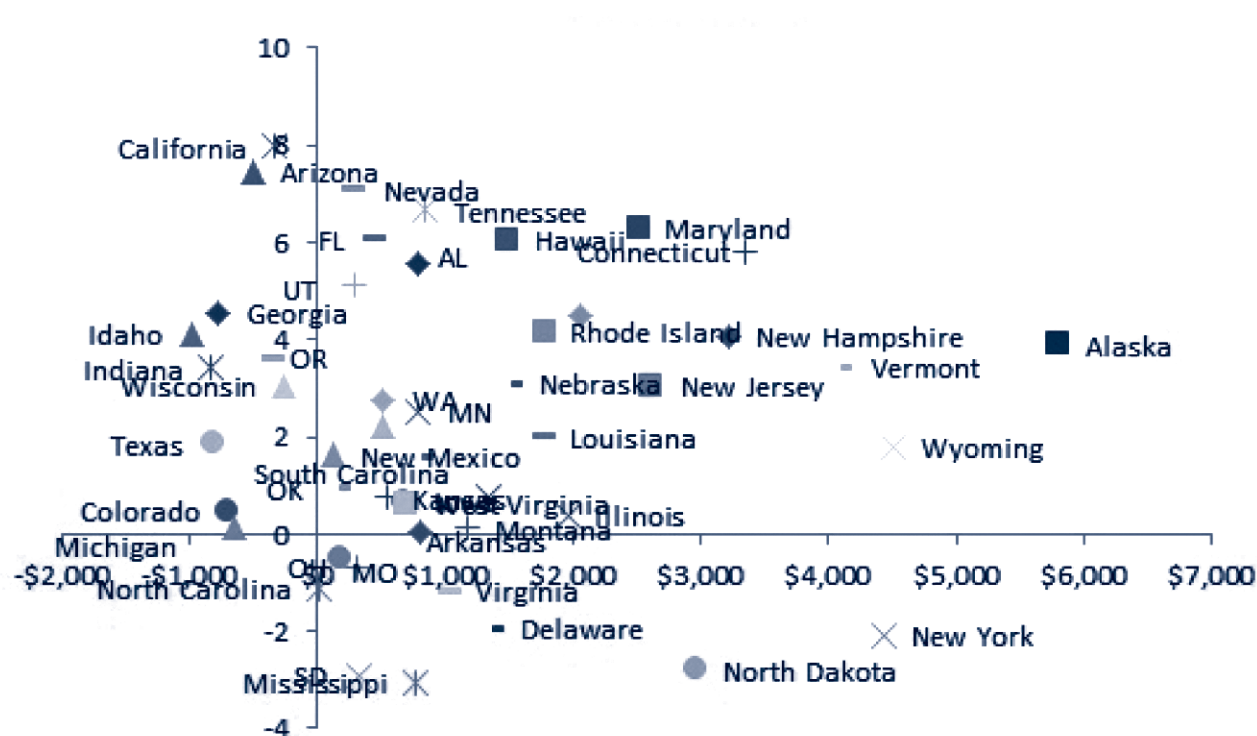 10
California
8
Arizona
Nevada
Tennessee
Maryland
6
FL
Hawaii
Connecticut
AL
UT
Georgia
Idaho
4
Rhode Island
New Hampshire
Alaska
OR
Indiana
Vermont
Wisconsin
Nebraska
New Jersey
WA
MN
2
Louisiana
Texas
Wyoming
New Mexico
South Carolina
OK
Kansas
West Virginia
Colorado
Illinois
0
Montana
Arkansas
Michigan
OH
MO
-$2,000
-$1,000
$0
$1,000
$2,000
$3,000
$4,000
$5,000
$6,000
$7,000
North Carolina
Virginia
-2
Delaware
New York
North Dakota
SD
Mississippi
-4